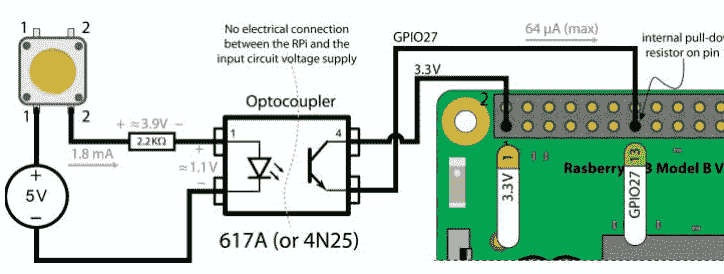 1 2
No electrical connection
between the RPi and the
input circuit voltage supply
GPIO27
64 µA (max)
internal pull-do
resistor on pin
3.3V
2
Optocoupler
1 2
+ ≈3.9V −
2.2KΩ
1.8 mA
+
≈1.1V
−
1
4
+
5V
−
617A (or 4N25)
1
3.3V
13
GPIO27
Rasberry 3 Model B V